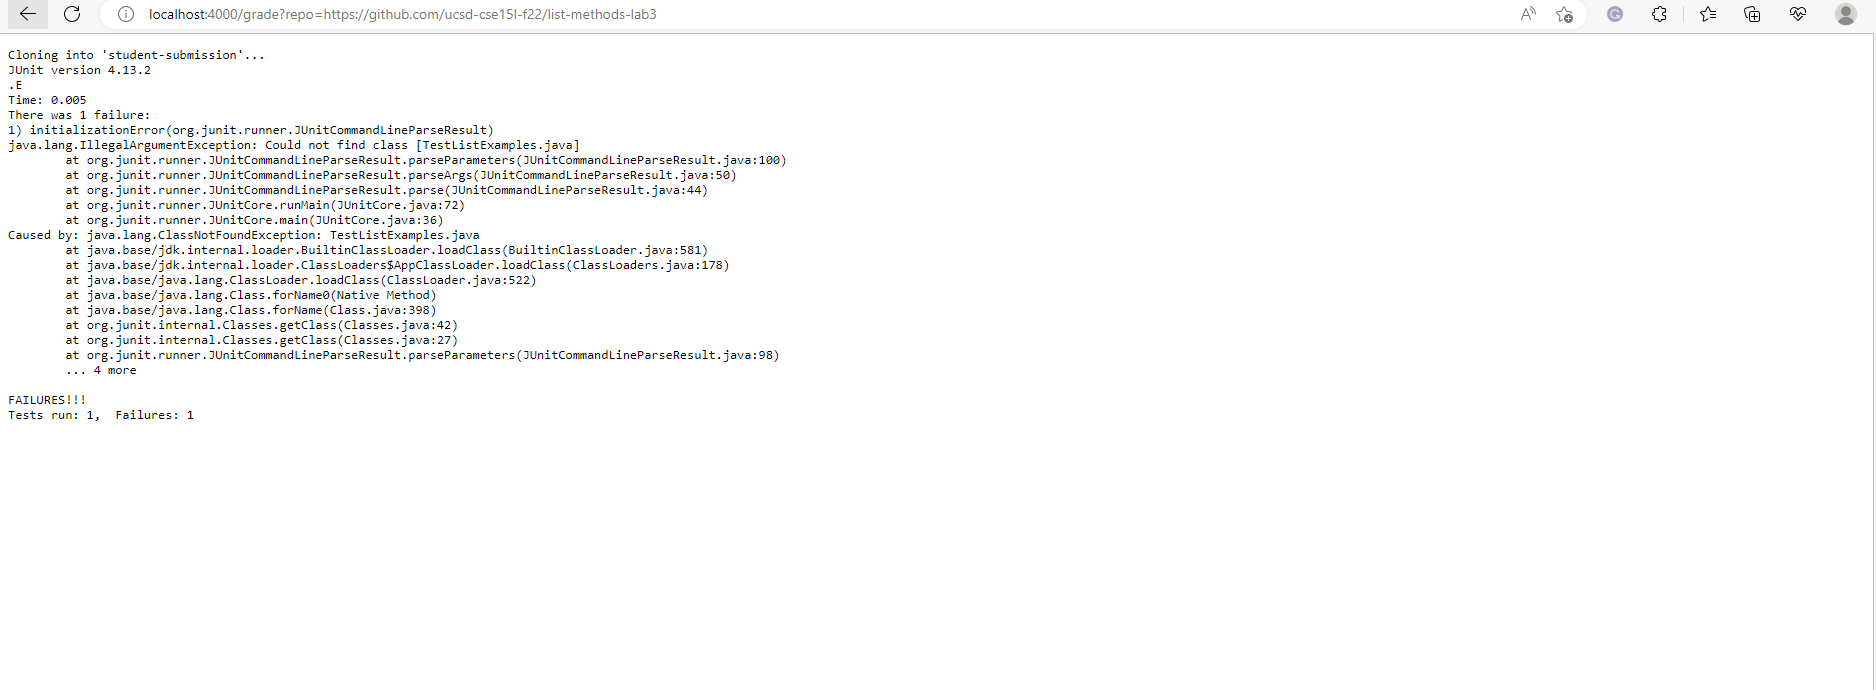 localhost:4000/grade?repo=https://github.com/ucsd-cse15l-f22/list-methods-lab3
Cloning into 'student-submission'...
JUnit version 4.13.2
.E
Time: 0.005
There was 1 failure:
1) initializationError(org.junit.runner.JUnitCommandLineParseResult)
java.lang.IllegalArgumentException: Could not find class [TestListExamples.java]
        at org.junit.runner.JUnitCommandLineParseResult.parseParameters(JUnitCommandLineParseResult.java:100)
        at org.junit.runner.JUnitCommandLineParseResult.parseArgs(JUnitCommandLineParseResult.java:50)
        at org.junit.runner.JUnitCommandLineParseResult.parse(JUnitCommandLineParseResult.java:44)
        at org.junit.runner.JUnitCore.runMain(JUnitCore.java:72)
        at org.junit.runner.JUnitCore.main(JUnitCore.java:36)
Caused by: java.lang.ClassNotFoundException: TestListExamples.java
        at java.base/jdk.internal.loader.BuiltinClassLoader.loadClass(BuiltinClassLoader.java:581)
        at java.base/jdk.internal.loader.ClassLoaders$AppClassLoader.loadClass(ClassLoaders.java:178)
        at java.base/java.lang.ClassLoader.loadClass(ClassLoader.java:522)
        at java.base/java.lang.Class.forName0(Native Method)
        at java.base/java.lang.Class.forName(Class.java:398)
        at org.junit.internal.Classes.getClass(Classes.java:42)
        at org.junit.internal.Classes.getClass(Classes.java:27)
        at org.junit.runner.JUnitCommandLineParseResult.parseParameters(JUnitCommandLineParseResult.java:98)
        ... 4 more
FAILURES!!!
Tests run: 1,  Failures: 1